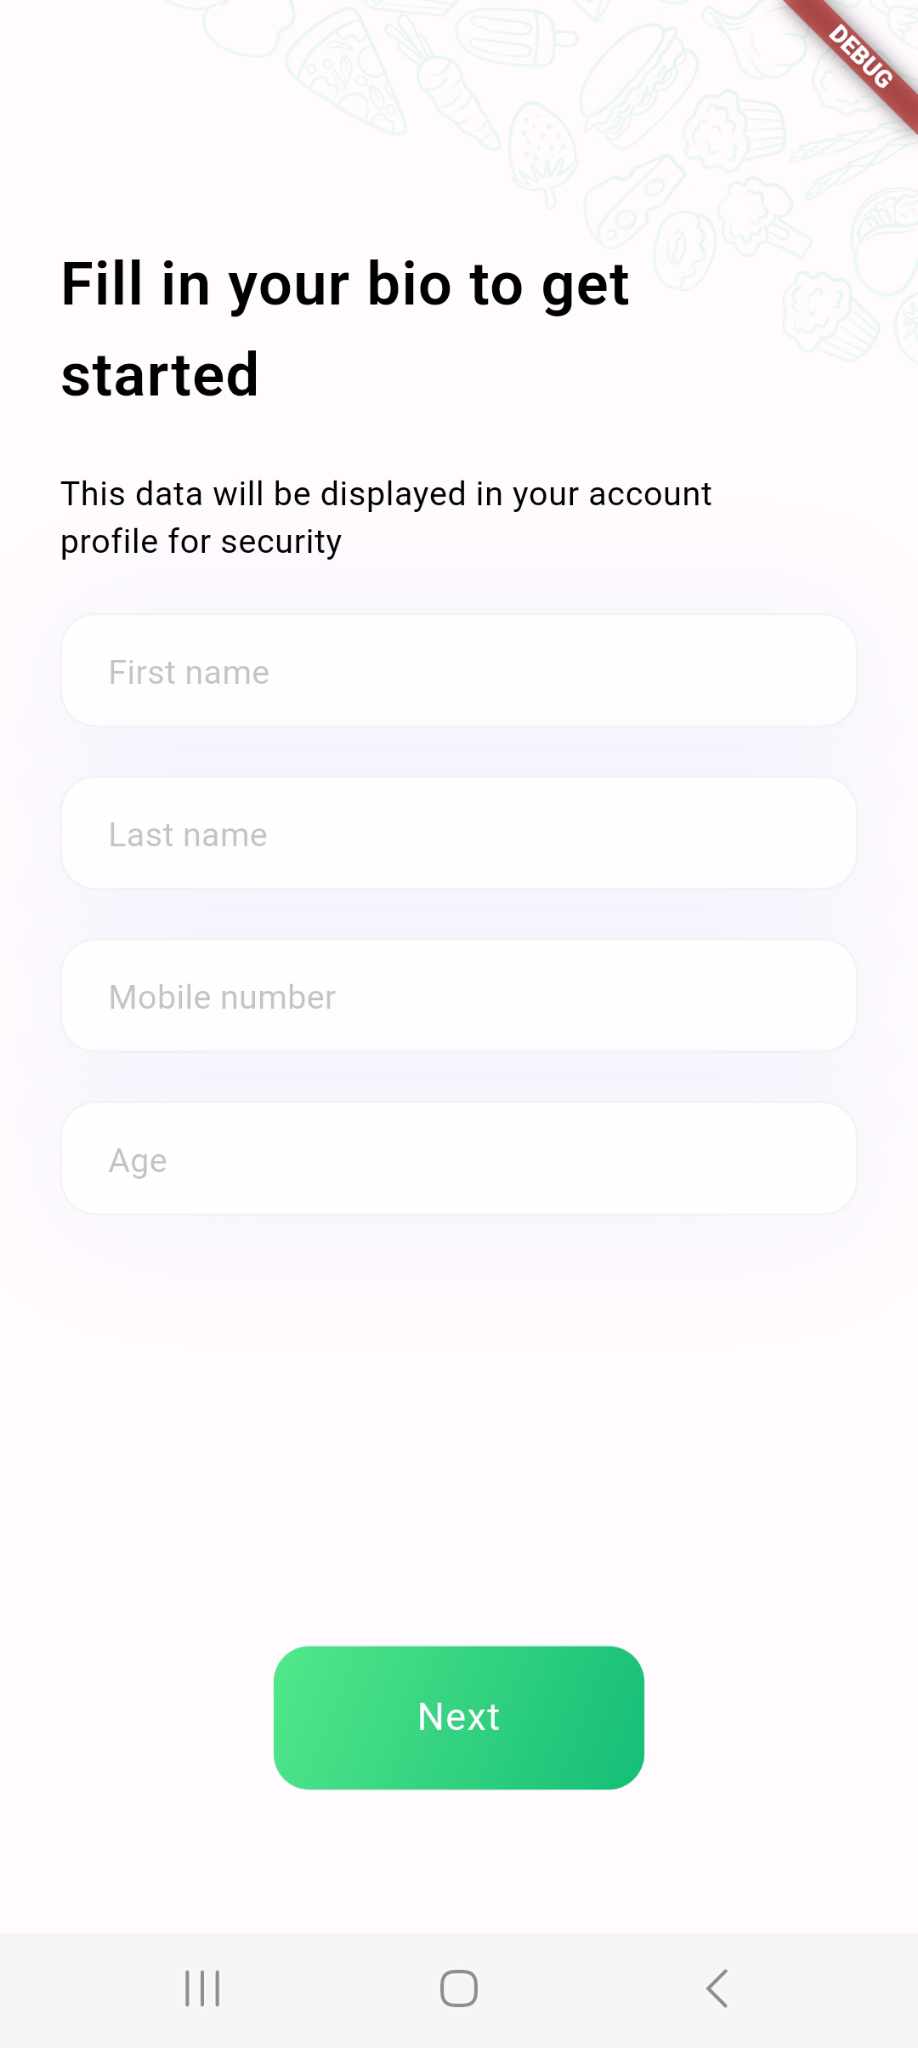 DEBUG
Fill in your bio to get
started
This data will be displayed in your account
profile for security
First name
Last name
Mobile number
Age
Next